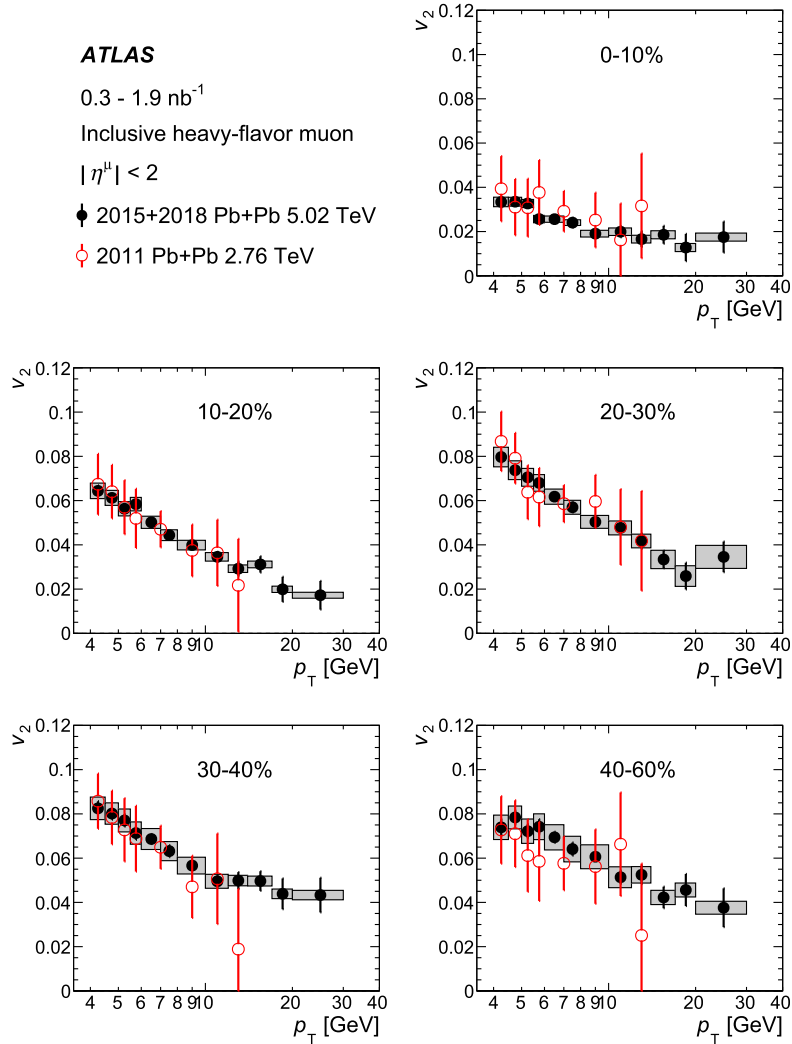 ATLAS
0.3 - 1.9 nb⁻¹
Inclusive heavy-flavor muon
|η^μ| < 2
2015+2018 Pb+Pb 5.02 TeV
2011 Pb+Pb 2.76 TeV
v₂
0-10%
0.12
0.1
0.08
0.06
0.04
0.02
0
4 5 6 7 8 9 10 20 30 40
p_T [GeV]
v₂
10-20%
0.12
0.1
0.08
0.06
0.04
0.02
0
4 5 6 7 8 9 10 20 30 40
p_T [GeV]
v₂
20-30%
0.12
0.1
0.08
0.06
0.04
0.02
0
4 5 6 7 8 9 10 20 30 40
p_T [GeV]
v₂
30-40%
0.12
0.1
0.08
0.06
0.04
0.02
0
4 5 6 7 8 9 10 20 30 40
p_T [GeV]
v₂
40-60%
0.12
0.1
0.08
0.06
0.04
0.02
0
4 5 6 7 8 9 10 20 30 40
p_T [GeV]